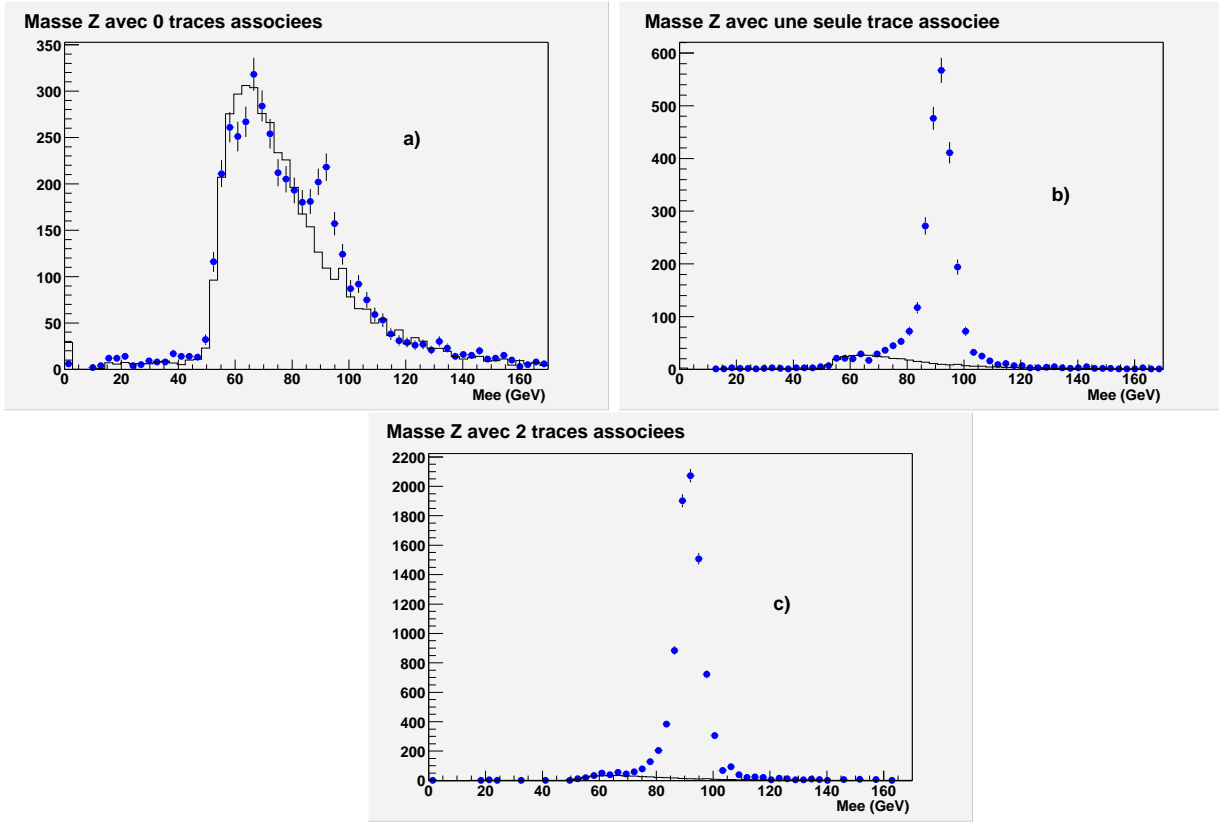 Masse Z avec 0 traces associees
350
300
250
200
150
100
50
0
a)
0 20 40 60 80 100 120 140 160
Mee (GeV)
Masse Z avec une seule trace associee
600
500
400
300
200
100
0
b)
0 20 40 60 80 100 120 140 160
Mee (GeV)
Masse Z avec 2 traces associees
2200
2000
1800
1600
1400
1200
1000
800
600
400
200
0
c)
0 20 40 60 80 100 120 140 160
Mee (GeV)